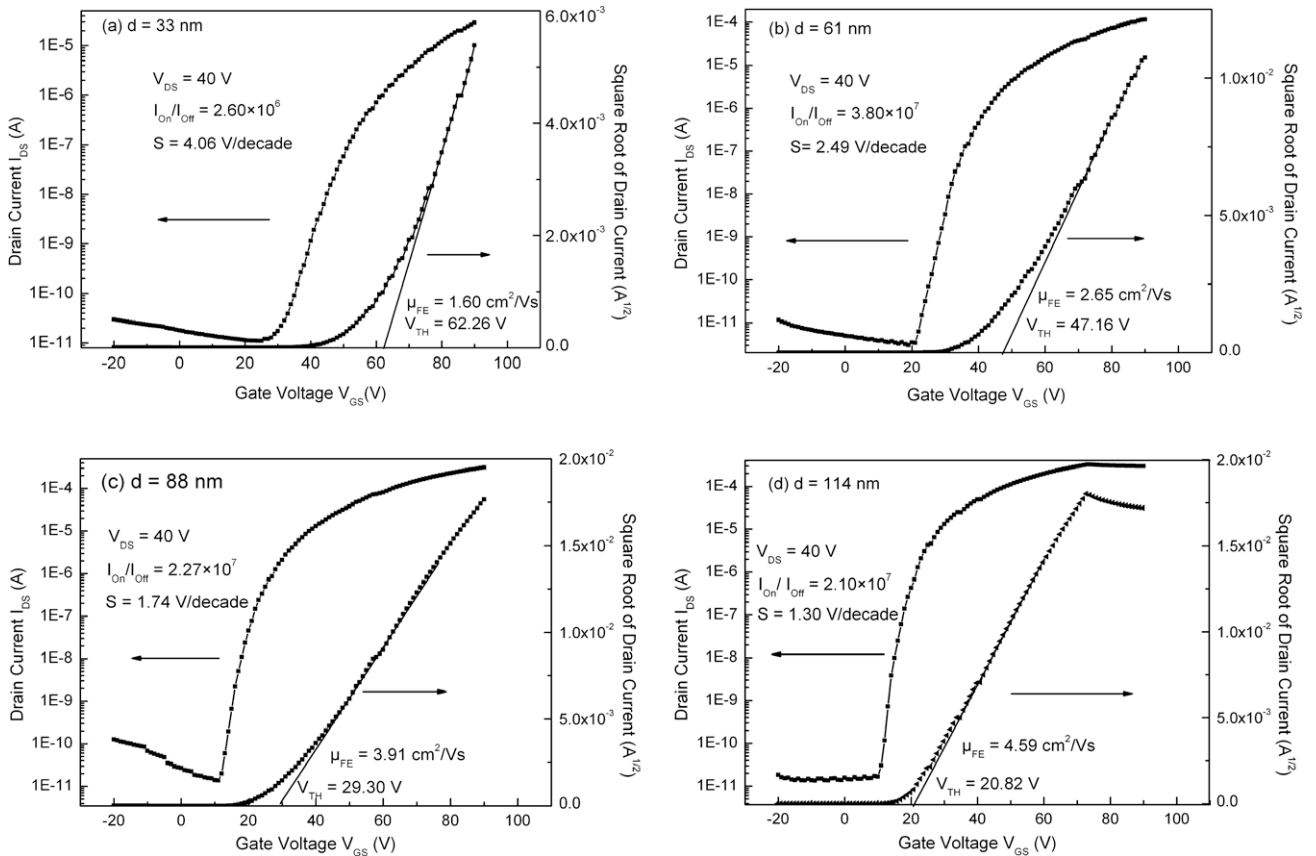 (a) d = 33 nm
V_DS = 40 V
I_On/I_Off = 2.60×10^6
S = 4.06 V/decade
μ_FE = 1.60 cm^2/Vs
V_TH = 62.26 V
1E-5
1E-6
1E-7
1E-8
1E-9
1E-10
1E-11
Drain Current I_DS (A)
6.0x10^-3
4.0x10^-3
2.0x10^-3
0.0
Square Root of Drain Current (A^1/2)
-20 0 20 40 60 80 100
Gate Voltage V_GS(V)
(b) d = 61 nm
V_DS = 40 V
I_On/I_Off = 3.80×10^7
S= 2.49 V/decade
μ_FE = 2.65 cm^2/Vs
V_TH = 47.16 V
1E-4
1E-5
1E-6
1E-7
1E-8
1E-9
1E-10
1E-11
Drain Current I_DS (A)
1.0x10^-2
5.0x10^-3
0.0
Square Root of Drain Current (A^1/2)
-20 0 20 40 60 80 100
Gate Voltage V_GS (V)
(c) d = 88 nm
V_DS = 40 V
I_On/I_Off = 2.27×10^7
S = 1.74 V/decade
μ_FE = 3.91 cm^2/Vs
V_TH = 29.30 V
1E-4
1E-5
1E-6
1E-7
1E-8
1E-9
1E-10
1E-11
Drain Current I_DS (A)
2.0x10^-2
1.5x10^-2
1.0x10^-2
5.0x10^-3
0.0
Square Root of Drain Current (A^1/2)
-20 0 20 40 60 80 100
Gate Voltage V_GS (V)
(d) d = 114 nm
V_DS = 40 V
I_On/ I_Off = 2.10×10^7
S = 1.30 V/decade
μ_FE = 4.59 cm^2/Vs
V_TH = 20.82 V
1E-4
1E-5
1E-6
1E-7
1E-8
1E-9
1E-10
1E-11
Drain Current I_DS (A)
2.0x10^-2
1.5x10^-2
1.0x10^-2
5.0x10^-3
0.0
Square Root of Drain Current (A^1/2)
-20 0 20 40 60 80 100
Gate Voltage V_GS (V)